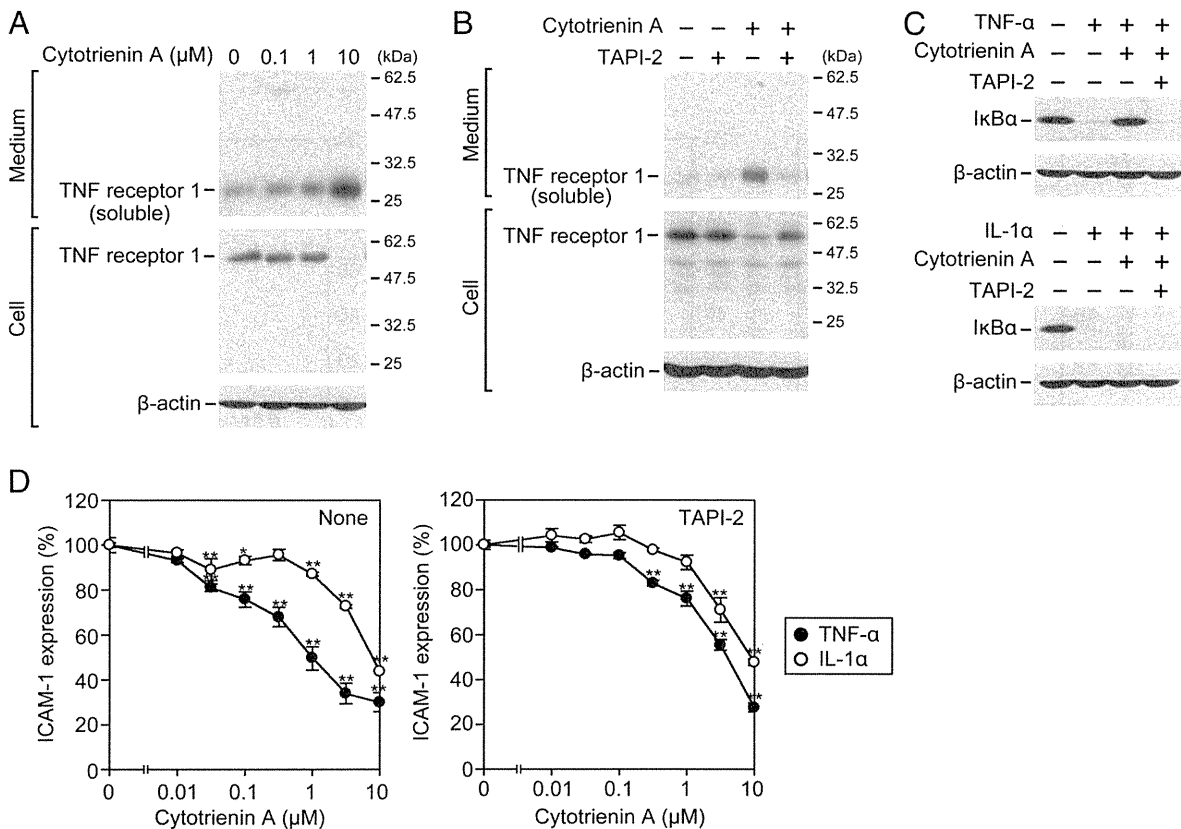 A
Cytotrienin A (µM) 0 0.1 1 10 (kDa)
Medium
62.5
47.5
32.5
TNF receptor 1
(soluble)
25
Cell
TNF receptor 1
62.5
47.5
32.5
25
β-actin
B
Cytotrienin A − − + +
TAPI-2 − + − + (kDa)
Medium
62.5
47.5
32.5
TNF receptor 1
(soluble)
25
Cell
TNF receptor 1
62.5
47.5
32.5
25
β-actin
C
TNF-α − + + +
Cytotrienin A − − + +
TAPI-2 − − − +
IκBα
β-actin
IL-1α − + + +
Cytotrienin A − − + +
TAPI-2 − − − +
IκBα
β-actin
D
ICAM-1 expression (%)
120
100
80
60
40
20
0
None
** * ** ** **
** ** ** ** ** **
0 0.01 0.1 1 10
Cytotrienin A (µM)
ICAM-1 expression (%)
120
100
80
60
40
20
0
TAPI-2
** **
** ** ** **
0 0.01 0.1 1 10
Cytotrienin A (µM)
TNF-α
IL-1α